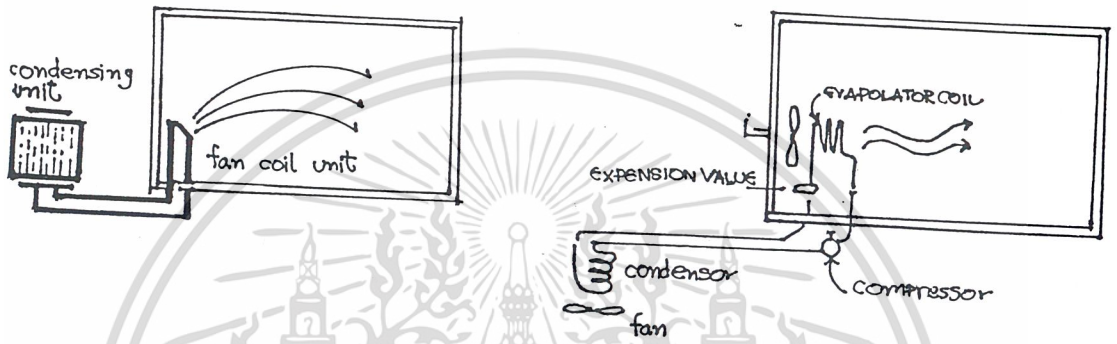 condensing
unit
fan coil unit
EVAPOLATOR COIL
EXPENSION VALUE
condensor
compressor
fan